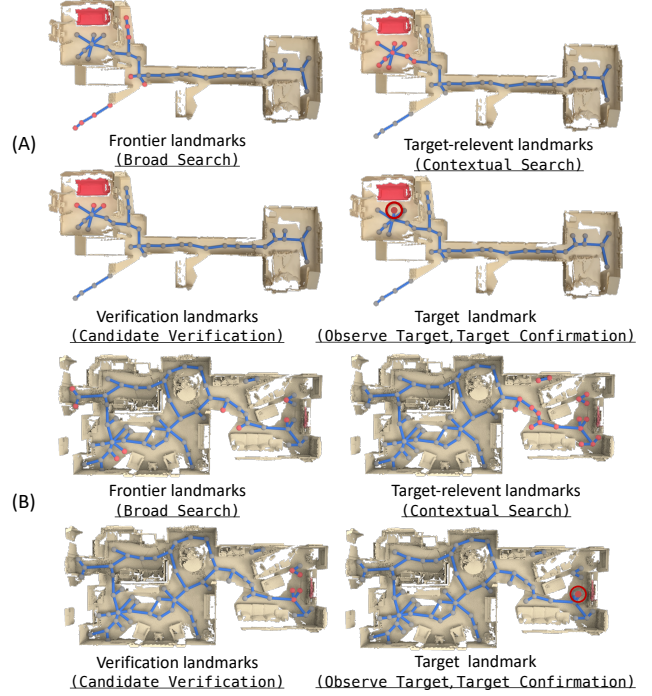 (A)
Frontier landmarks
(Broad Search)
Target-relevent landmarks
(Contextual Search)
Verification landmarks
(Candidate Verification)
Target landmark
(Observe Target,Target Confirmation)
(B)
Frontier landmarks
(Broad Search)
Target-relevent landmarks
(Contextual Search)
Verification landmarks
(Candidate Verification)
Target landmark
(Observe Target,Target Confirmation)